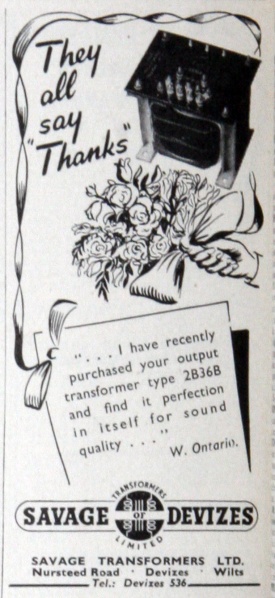 They
all
say
"Thanks"
". . . I have recently
purchased your output
transformer type 2B36B
and find it perfection
in itself for sound
quality . . ."
W. Ontario.
TRANSFORMERS
SAVAGE OF DEVIZES
LIMITED
SAVAGE TRANSFORMERS LTD.
Nursteed Road · Devizes · Wilts
Tel.: Devizes 536